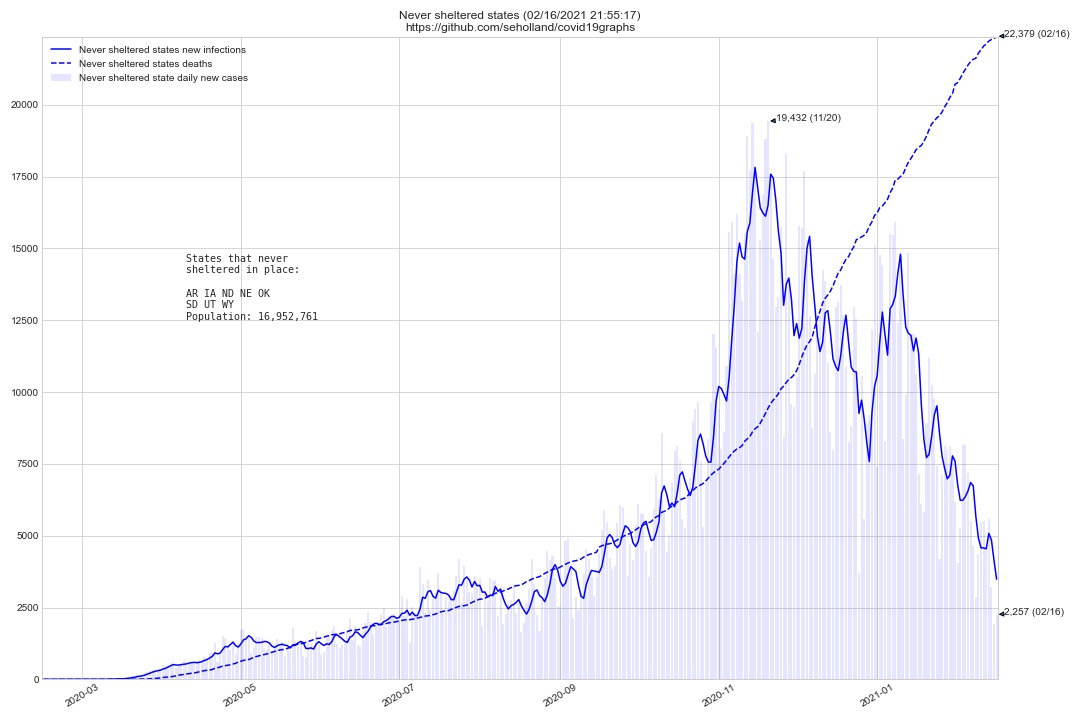 Never sheltered states (02/16/2021 21:55:17)
https://github.com/seholland/covid19graphs
Never sheltered states new infections
Never sheltered states deaths
Never sheltered state daily new cases
22,379 (02/16)
19,432 (11/20)
2,257 (02/16)
States that never
sheltered in place:
AR IA ND NE OK
SD UT WY
Population: 16,952,761
20000
17500
15000
12500
10000
7500
5000
2500
0
2020-03
2020-05
2020-07
2020-09
2020-11
2021-01